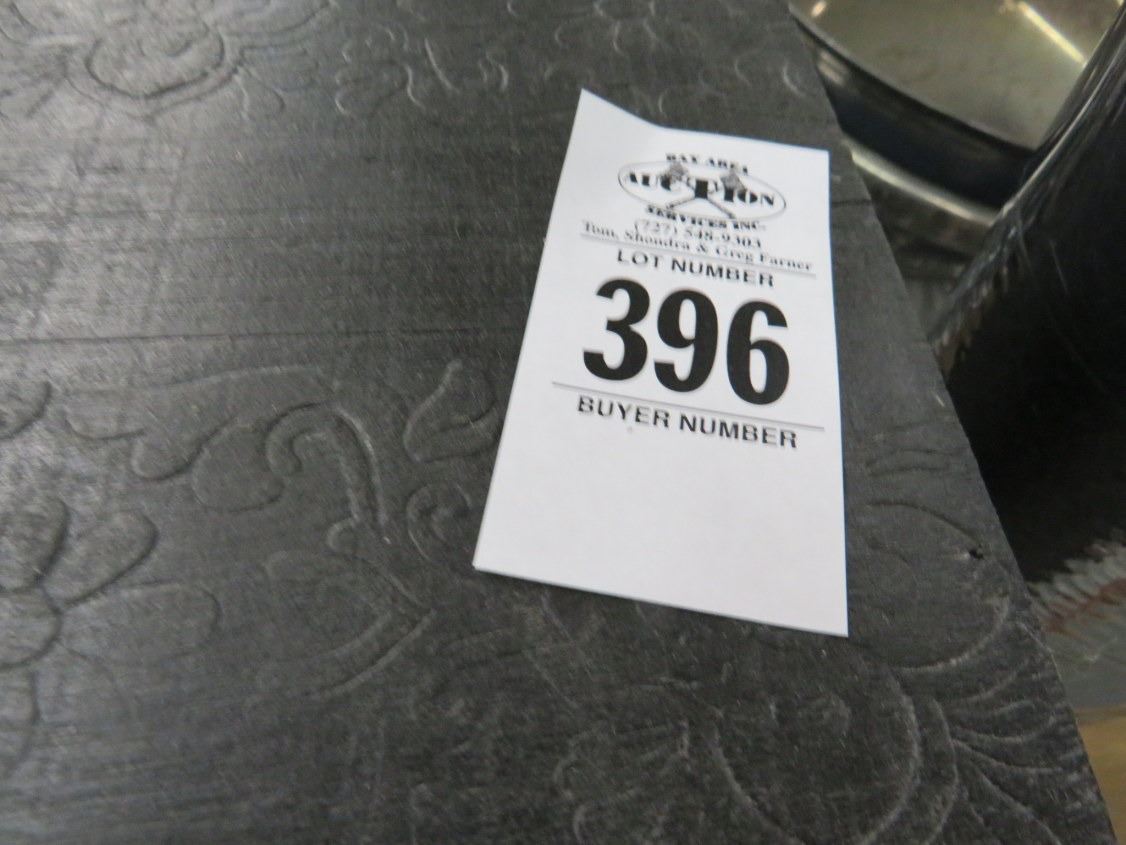 BAY AREA
AUCTION
SERVICES INC.
(727) 548-9303
Tom, Shondra & Greg Farner
LOT NUMBER
396
BUYER NUMBER